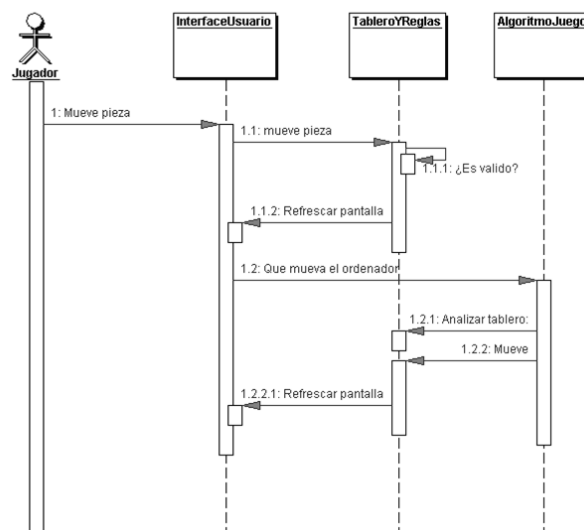 InterfaceUsuario
TableroYReglas
AlgoritmoJuego
Jugador
1: Mueve pieza
1.1: mueve pieza
1.1.1: ¿Es valido?
1.1.2: Refrescar pantalla
1.2: Que mueva el ordenador
1.2.1: Analizar tablero:
1.2.2: Mueve
1.2.2.1: Refrescar pantalla